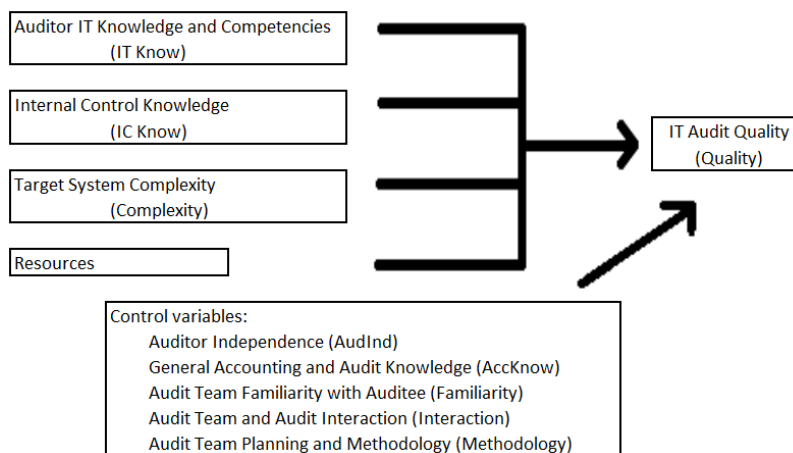 Auditor IT Knowledge and Competencies
(IT Know)
Internal Control Knowledge
(IC Know)
Target System Complexity
(Complexity)
Resources
IT Audit Quality
(Quality)
Control variables:
Auditor Independence (AudInd)
General Accounting and Audit Knowledge (AccKnow)
Audit Team Familiarity with Auditee (Familiarity)
Audit Team and Audit Interaction (Interaction)
Audit Team Planning and Methodology (Methodology)